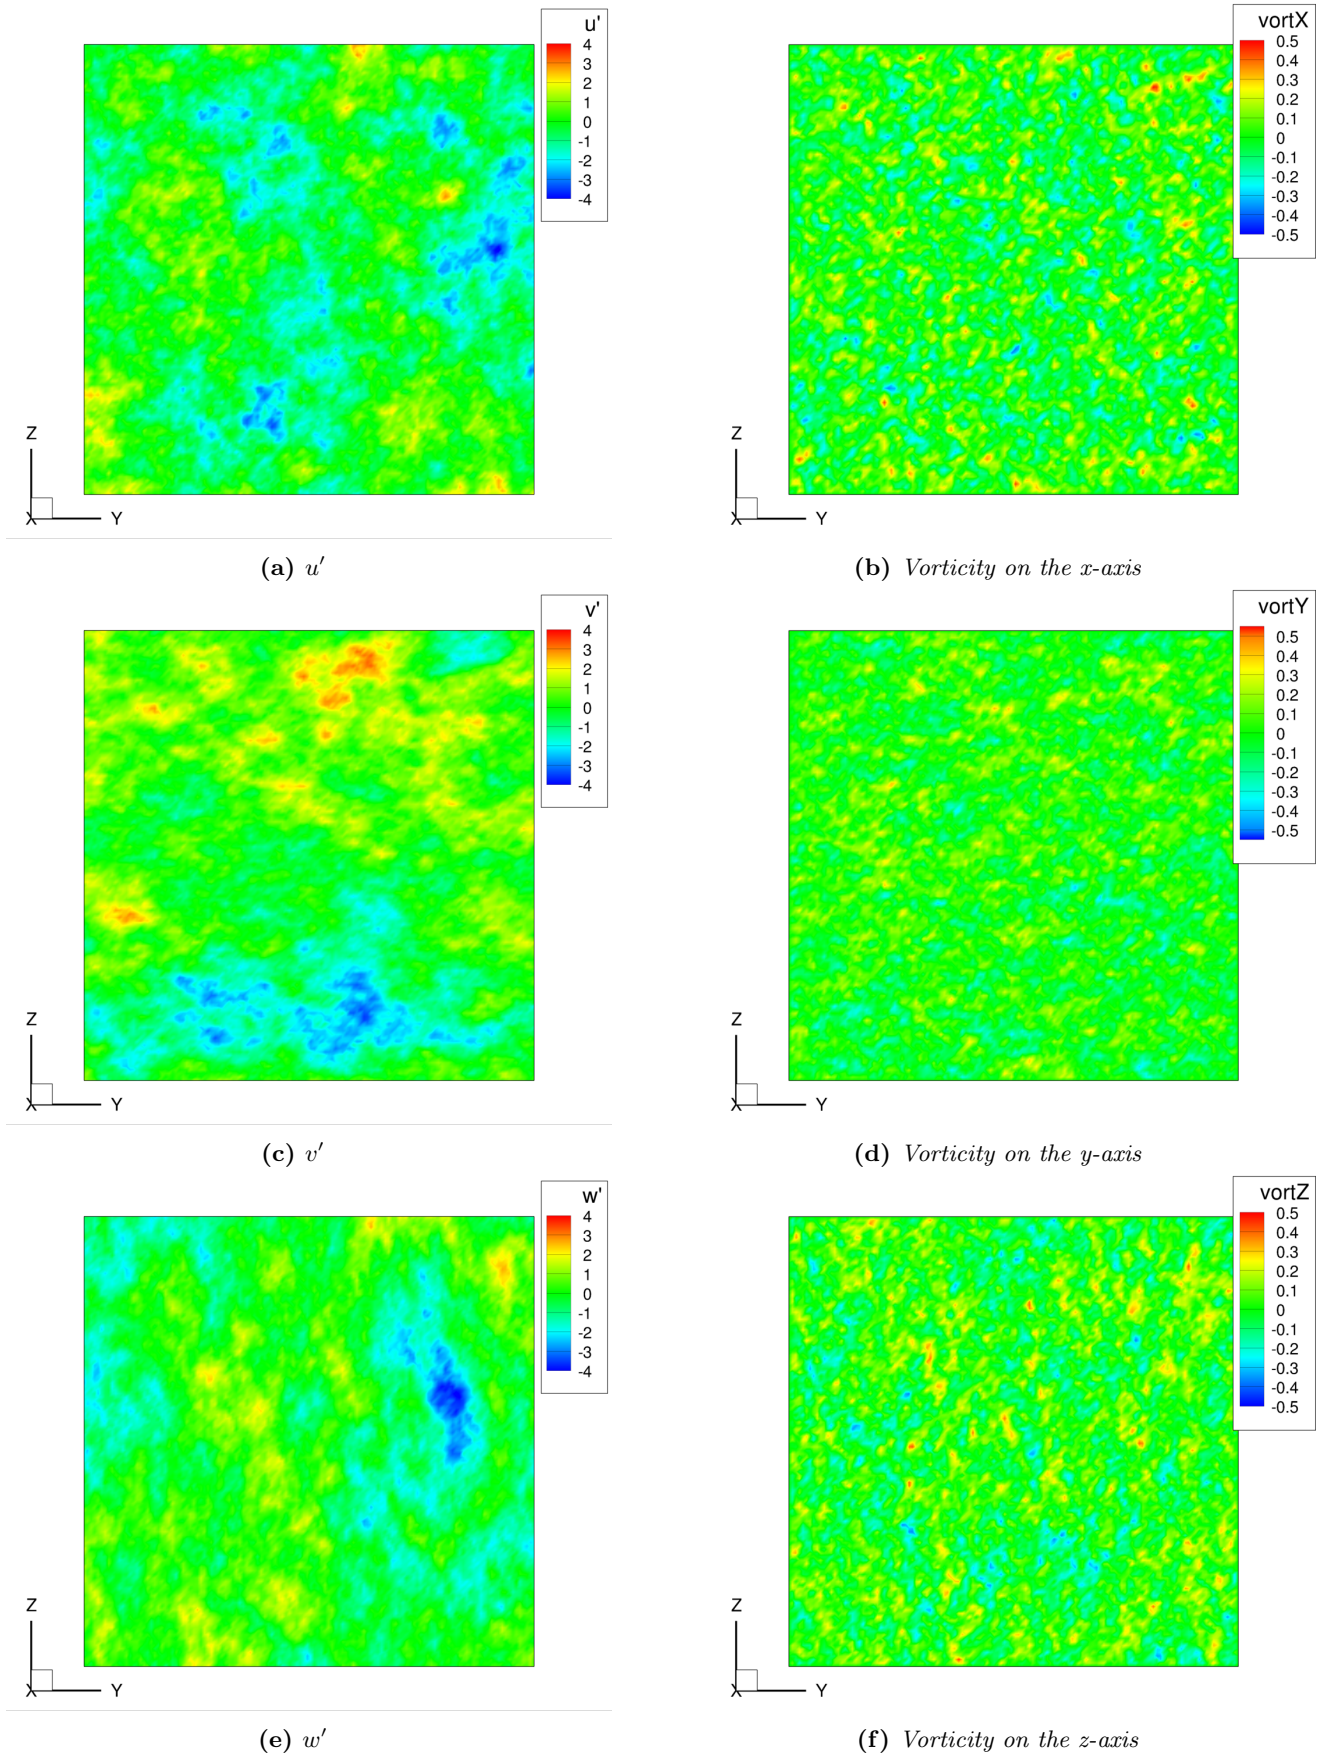 u'
4
3
2
1
0
-1
-2
-3
-4
Z
X Y
(a) u′
vortX
0.5
0.4
0.3
0.2
0.1
0
-0.1
-0.2
-0.3
-0.4
-0.5
Z
X Y
(b) Vorticity on the x-axis
v'
4
3
2
1
0
-1
-2
-3
-4
Z
X Y
(c) v′
vortY
0.5
0.4
0.3
0.2
0.1
0
-0.1
-0.2
-0.3
-0.4
-0.5
Z
X Y
(d) Vorticity on the y-axis
w'
4
3
2
1
0
-1
-2
-3
-4
Z
X Y
(e) w′
vortZ
0.5
0.4
0.3
0.2
0.1
0
-0.1
-0.2
-0.3
-0.4
-0.5
Z
X Y
(f) Vorticity on the z-axis